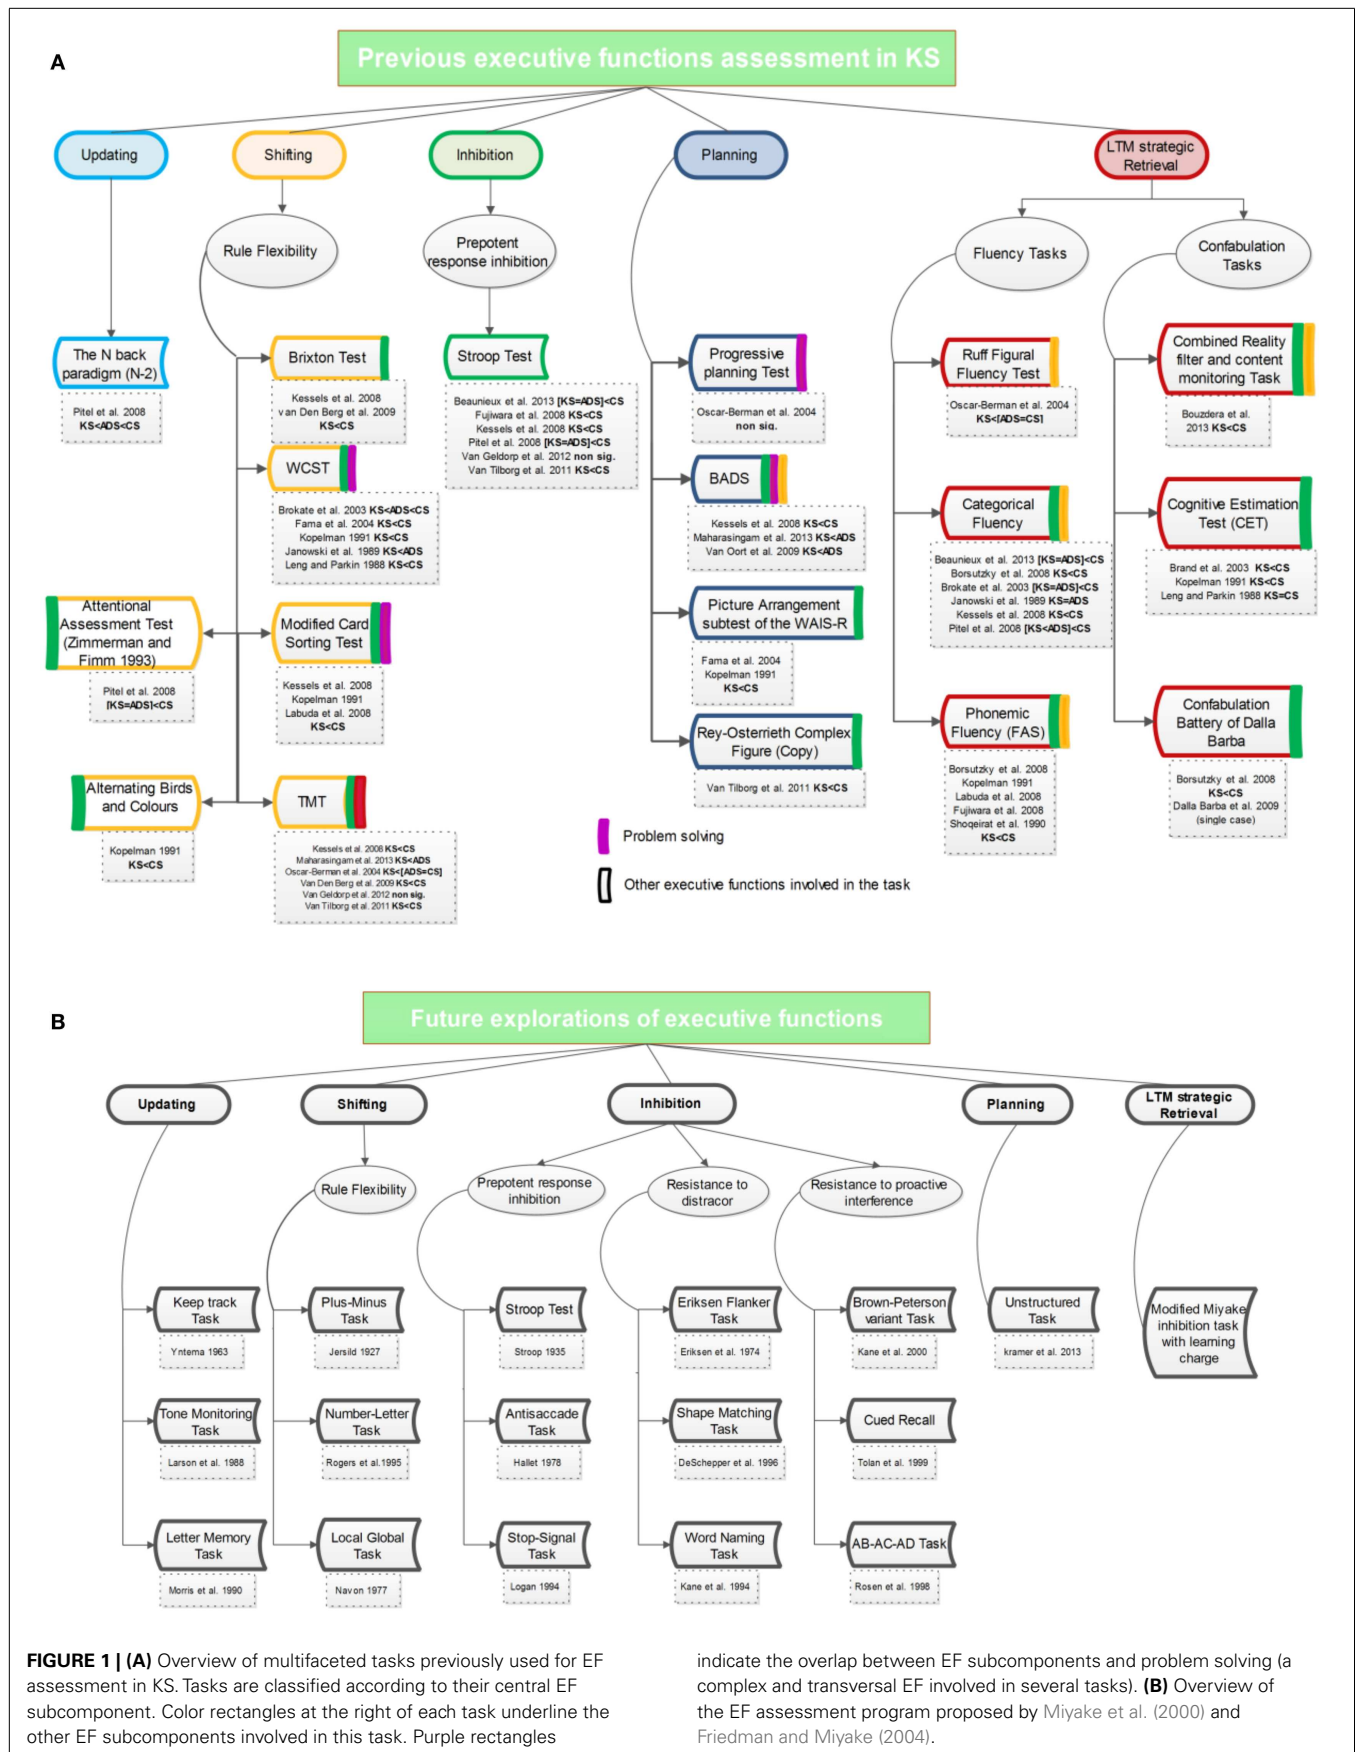 A
Previous executive functions assessment in KS
Updating
Shifting
Inhibition
Planning
LTM strategic
Retrieval
Rule Flexibility
Prepotent
response inhibition
Fluency Tasks
Confabulation
Tasks
The N back
paradigm (N-2)
Pitel et al. 2008
KS<ADS<CS
Brixton Test
Kessels et al. 2008
van Den Berg et al. 2009
KS<CS
WCST
Brokate et al. 2003 KS<ADS<CS
Fama et al. 2004 KS<CS
Kopelman 1991 KS<CS
Janowski et al. 1989 KS<ADS
Leng and Parkin 1988 KS<CS
Attentional
Assessment Test
(Zimmerman and
Fimm 1993)
Pitel et al. 2008
[KS=ADS]<CS
Modified Card
Sorting Test
Kessels et al. 2008
Kopelman 1991
Labuda et al. 2008
KS<CS
Alternating Birds
and Colours
Kopelman 1991
KS<CS
TMT
Kessels et al. 2008 KS<CS
Maharasingam et al. 2013 KS<ADS
Oscar-Berman et al. 2004 KS<[ADS=CS]
Van Den Berg et al. 2009 KS<CS
Van Geldorp et al. 2012 non sig.
Van Tilborg et al. 2011 KS<CS
Stroop Test
Beaunieux et al. 2013 [KS=ADS]<CS
Fujiwara et al. 2008 KS<CS
Kessels et al. 2008 KS<CS
Pitel et al. 2008 [KS=ADS]<CS
Van Geldorp et al. 2012 non sig.
Van Tilborg et al. 2011 KS<CS
Progressive
planning Test
Oscar-Berman et al. 2004
non sig.
BADS
Kessels et al. 2008 KS<CS
Maharasingam et al. 2013 KS<ADS
Van Oort et al. 2009 KS<ADS
Picture Arrangement
subtest of the WAIS-R
Fama et al. 2004
Kopelman 1991
KS<CS
Rey-Osterrieth Complex
Figure (Copy)
Van Tilborg et al. 2011 KS<CS
Problem solving
Other executive functions involved in the task
Ruff Figural
Fluency Test
Oscar-Berman et al. 2004
KS<[ADS=CS]
Categorical
Fluency
Beaunieux et al. 2013 [KS=ADS]<CS
Borsutzky et al. 2008 KS<CS
Brokate et al. 2003 [KS=ADS]<CS
Janowski et al. 1989 KS=ADS
Kessels et al. 2008 KS<CS
Pitel et al. 2008 [KS<ADS]<CS
Phonemic
Fluency (FAS)
Borsutzky et al. 2008
Kopelman 1991
Labuda et al. 2008
Fujiwara et al. 2008
Shoqeirat et al. 1990
KS<CS
Combined Reality
filter and content
monitoring Task
Bouzdera et al.
2013 KS<CS
Cognitive Estimation
Test (CET)
Brand et al. 2003 KS<CS
Kopelman 1991 KS<CS
Leng and Parkin 1988 KS=CS
Confabulation
Battery of Dalla
Barba
Borsutzky et al. 2008
KS<CS
Dalla Barba et al. 2009
(single case)
B
Future explorations of executive functions
Updating
Shifting
Inhibition
Planning
LTM strategic
Retrieval
Rule Flexibility
Prepotent response
inhibition
Resistance to
distracor
Resistance to proactive
interference
Keep track
Task
Yntema 1963
Tone Monitoring
Task
Larson et al. 1988
Letter Memory
Task
Morris et al. 1990
Plus-Minus
Task
Jersild 1927
Number-Letter
Task
Rogers et al.1995
Local Global
Task
Navon 1977
Stroop Test
Stroop 1935
Antisaccade
Task
Hallet 1978
Stop-Signal
Task
Logan 1994
Eriksen Flanker
Task
Eriksen et al. 1974
Shape Matching
Task
DeSchepper et al. 1996
Word Naming
Task
Kane et al. 1994
Brown-Peterson
variant Task
Kane et al. 2000
Cued Recall
Tolan et al. 1999
AB-AC-AD Task
Rosen et al. 1998
Unstructured
Task
kramer et al. 2013
Modified Miyake
inhibition task
with learning
charge
FIGURE 1 | (A) Overview of multifaceted tasks previously used for EF
assessment in KS. Tasks are classified according to their central EF
subcomponent. Color rectangles at the right of each task underline the
other EF subcomponents involved in this task. Purple rectangles
indicate the overlap between EF subcomponents and problem solving (a
complex and transversal EF involved in several tasks). (B) Overview of
the EF assessment program proposed by Miyake et al. (2000) and
Friedman and Miyake (2004).